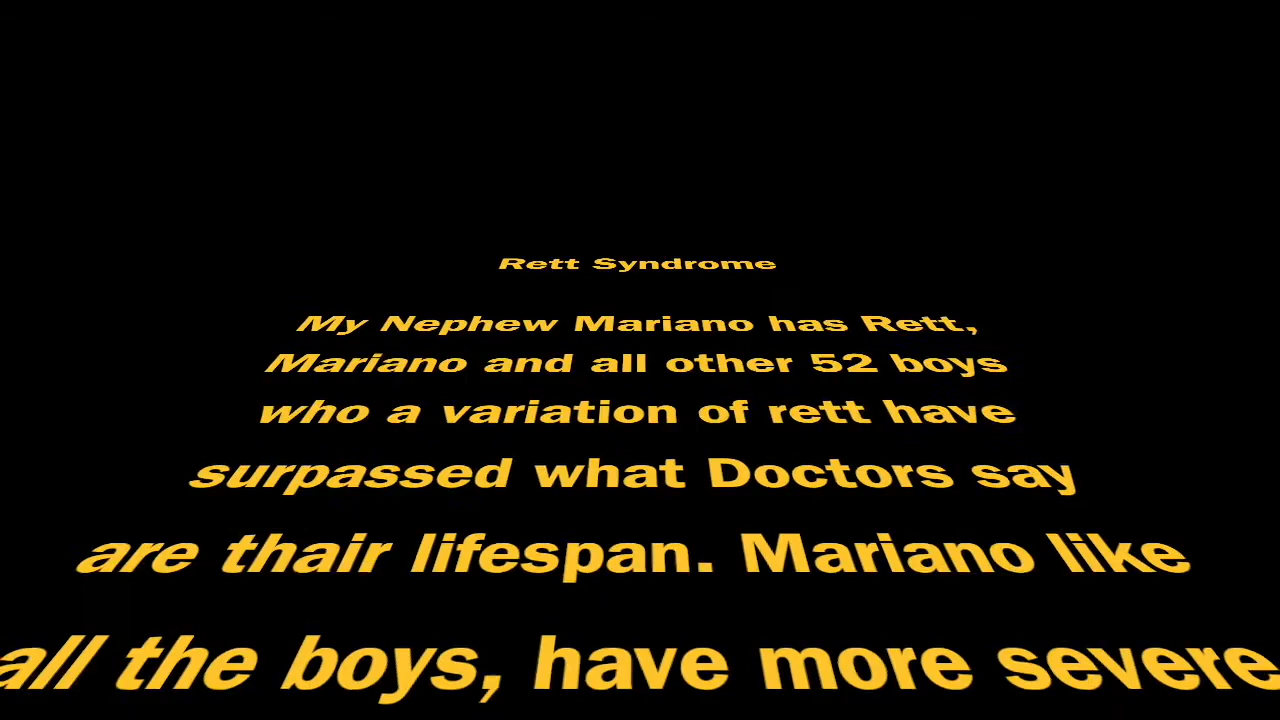 Rett Syndrome
My Nephew Mariano has Rett,
Mariano and all other 52 boys
who a variation of rett have
surpassed what Doctors say
are thair lifespan. Mariano like
all the boys, have more severe